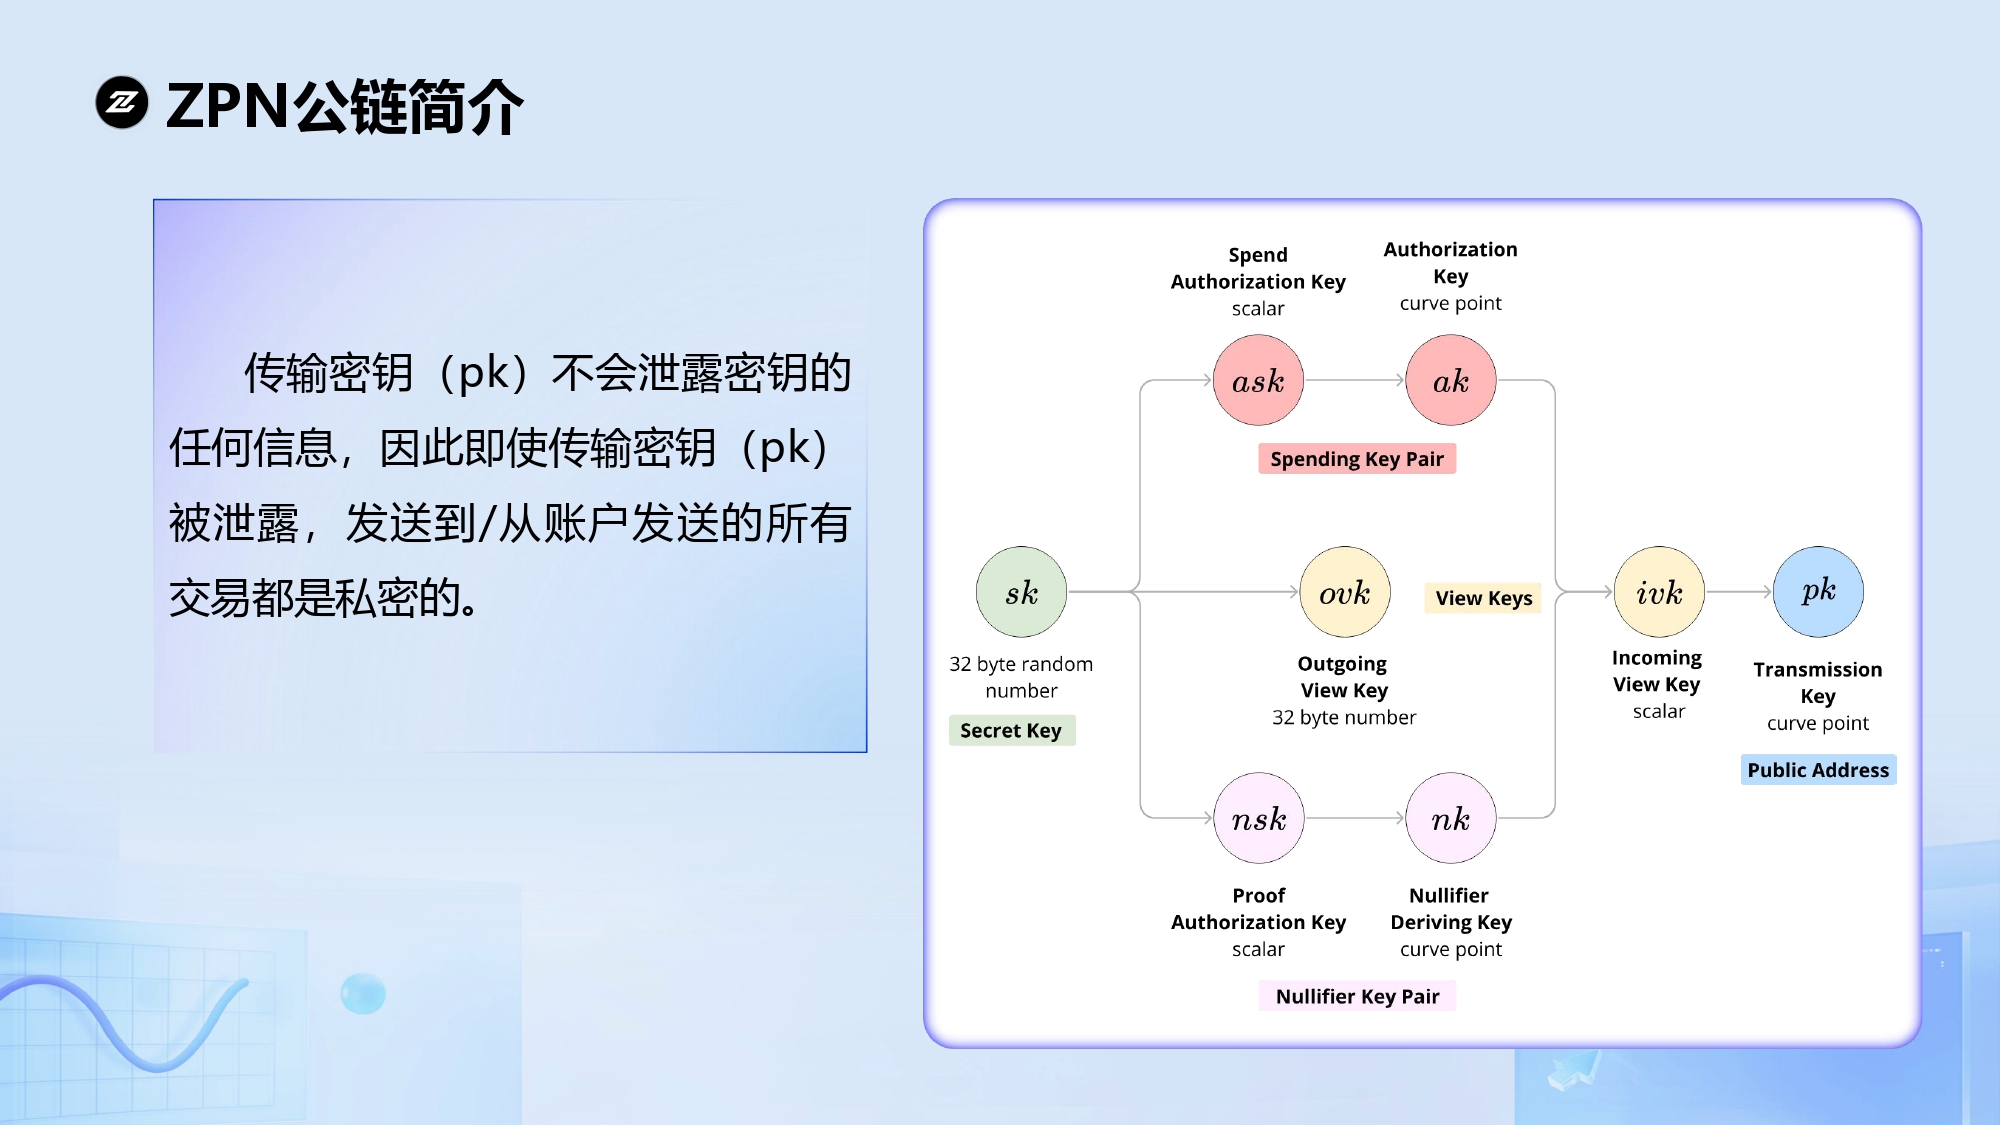 ZPN公链简介
传输密钥（pk）不会泄露密钥的
任何信息，因此即使传输密钥（pk）
被泄露，发送到/从账户发送的所有
交易都是私密的。
Spend
Authorization Key
scalar
Authorization
Key
curve point
ask
ak
Spending Key Pair
sk
32 byte random
number
Secret Key
ovk
View Keys
Outgoing
View Key
32 byte number
ivk
Incoming
View Key
scalar
pk
Transmission
Key
curve point
Public Address
nsk
nk
Proof
Authorization Key
scalar
Nullifier
Deriving Key
curve point
Nullifier Key Pair